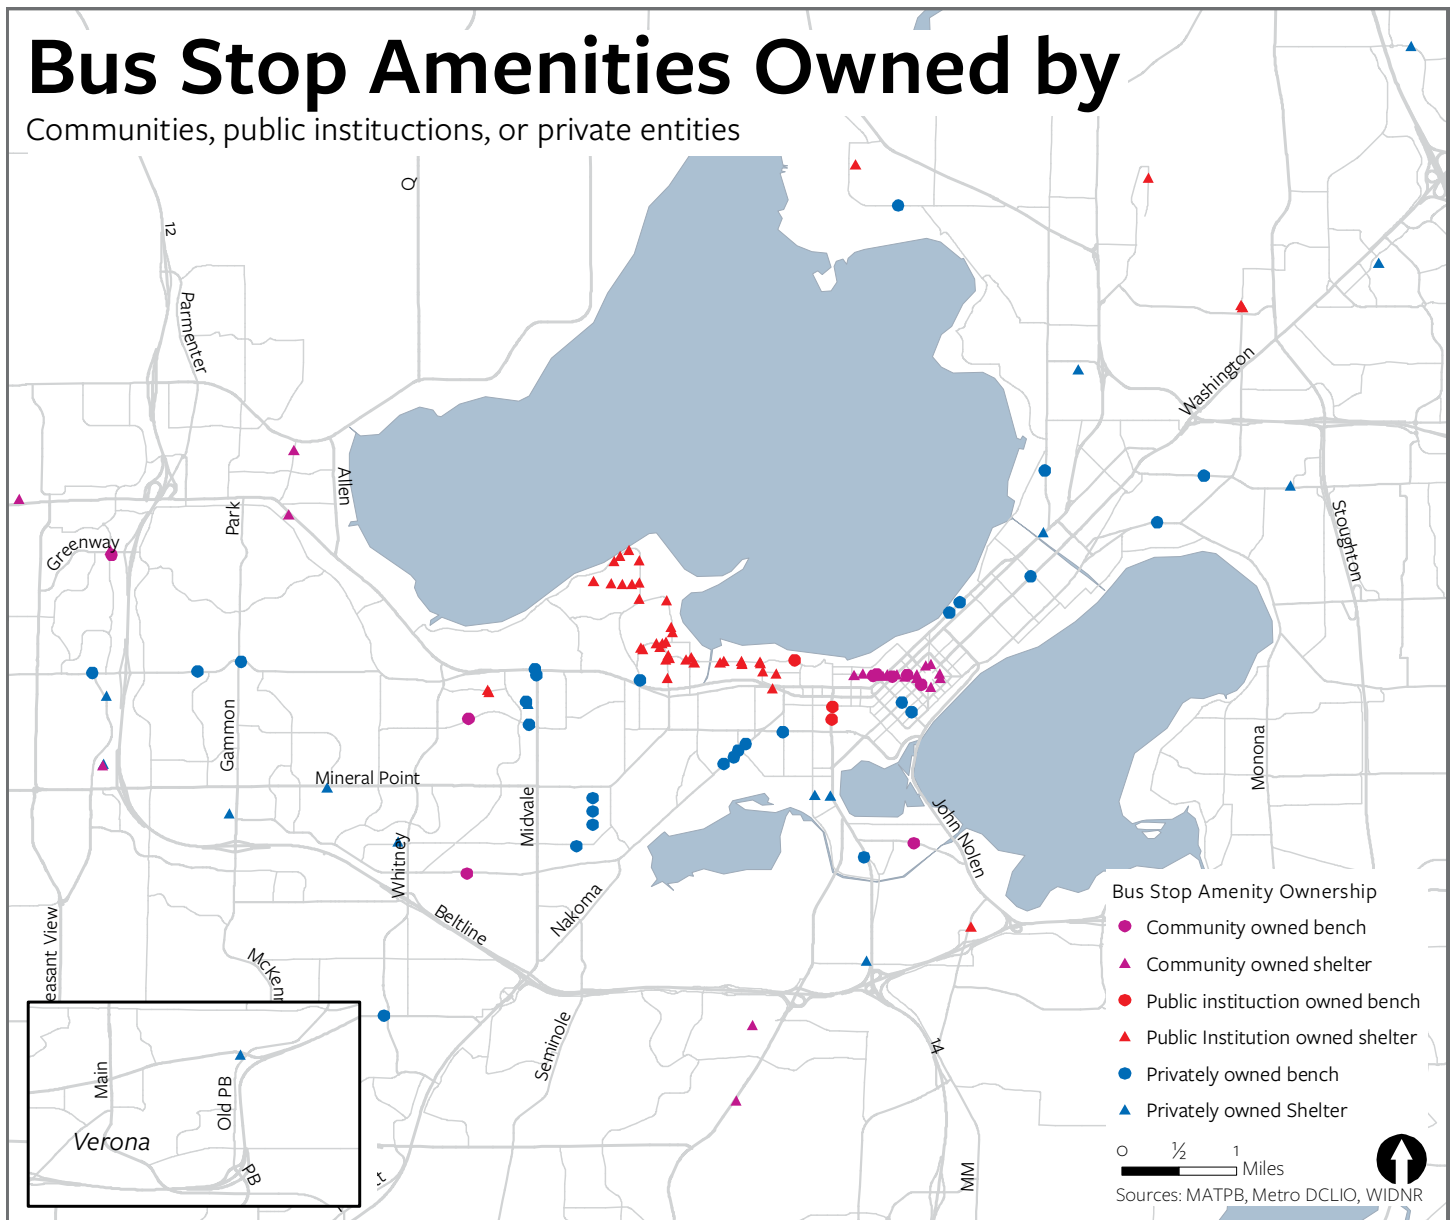 Bus Stop Amenities Owned by
Communities, public instituctions, or private entities
Q
12
Parmenter
Washington
Allen
Park
Stoughton
Greenway
Gammon
Mineral Point
Monona
Midvale
Whitney
John Nolen
Nakoma
Beltline
easant View
McKenn
Seminole
14
MM
Main
Old PB
Verona
PB
Bus Stop Amenity Ownership
Community owned bench
Community owned shelter
Public instituction owned bench
Public Institution owned shelter
Privately owned bench
Privately owned Shelter
0 ½ 1
Miles
Sources: MATPB, Metro DCLIO, WIDNR